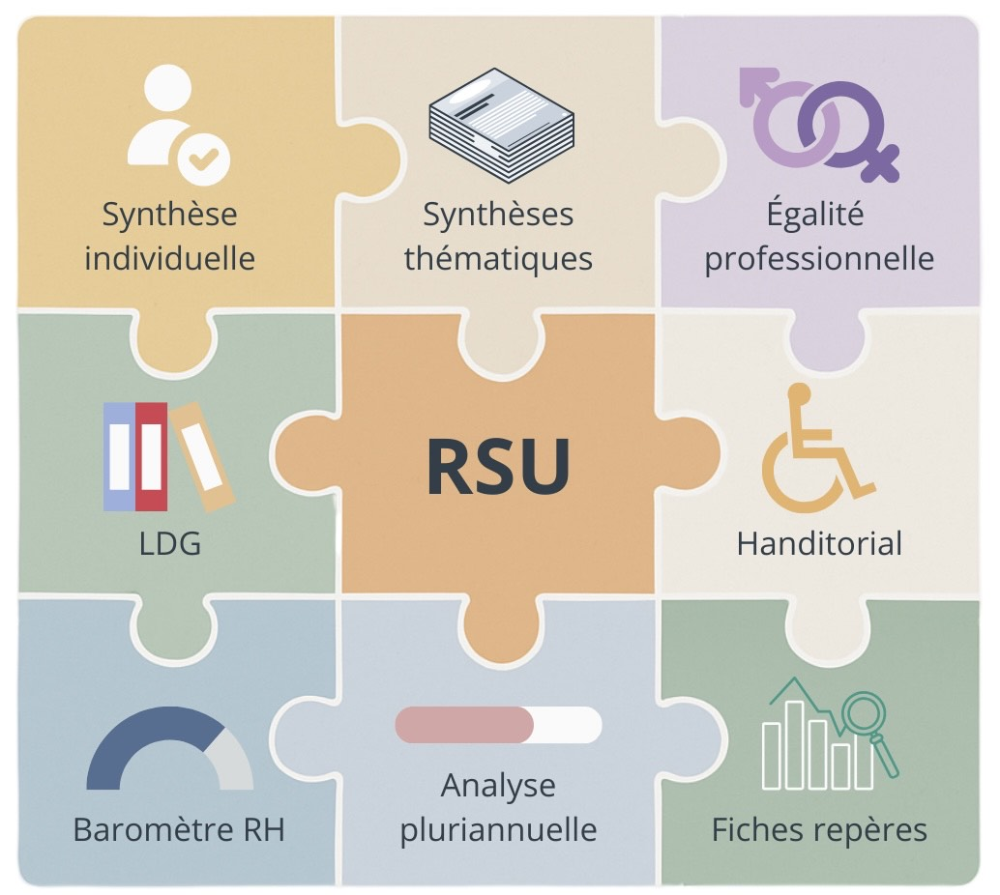 Synthèse
individuelle
Synthèses
thématiques
Égalité
professionnelle
LDG
RSU
Handitorial
Baromètre RH
Analyse
pluriannuelle
Fiches repères